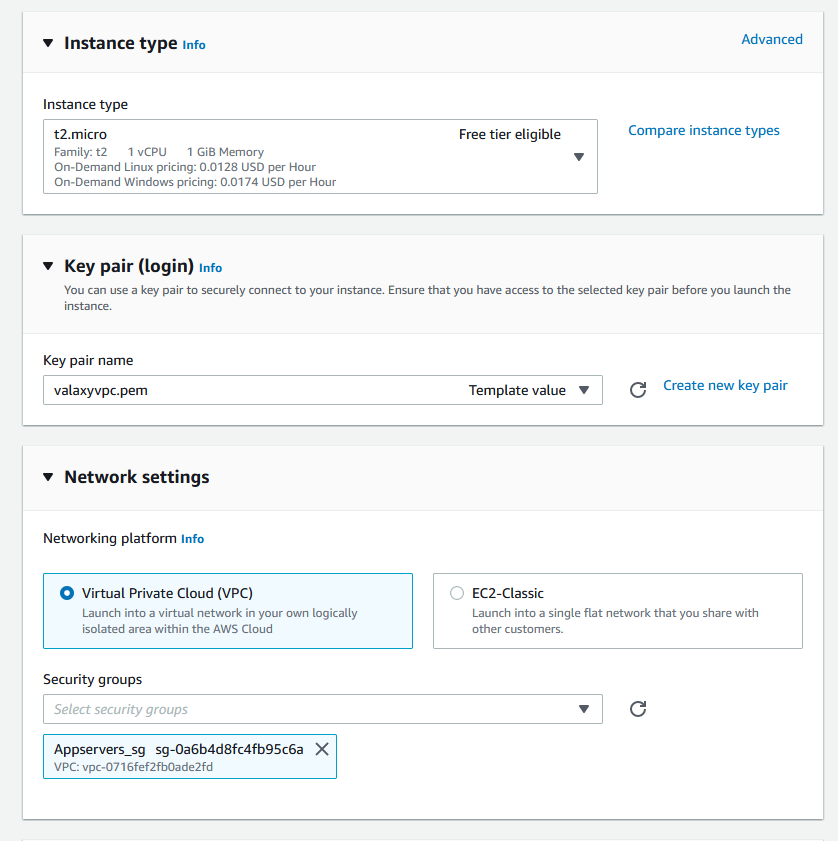 Instance type Info
Advanced
Instance type
t2.micro
Free tier eligible
Family: t2 1 vCPU 1 GiB Memory
On-Demand Linux pricing: 0.0128 USD per Hour
On-Demand Windows pricing: 0.0174 USD per Hour
Compare instance types
Key pair (login) Info
You can use a key pair to securely connect to your instance. Ensure that you have access to the selected key pair before you launch the
instance.
Key pair name
valaxyvpc.pem
Template value
Create new key pair
Network settings
Networking platform Info
Virtual Private Cloud (VPC)
Launch into a virtual network in your own logically
isolated area within the AWS Cloud
EC2-Classic
Launch into a single flat network that you share with
other customers.
Security groups
Select security groups
Appservers_sg sg-0a6b4d8fc4fb95c6a
VPC: vpc-0716fef2fb0ade2fd